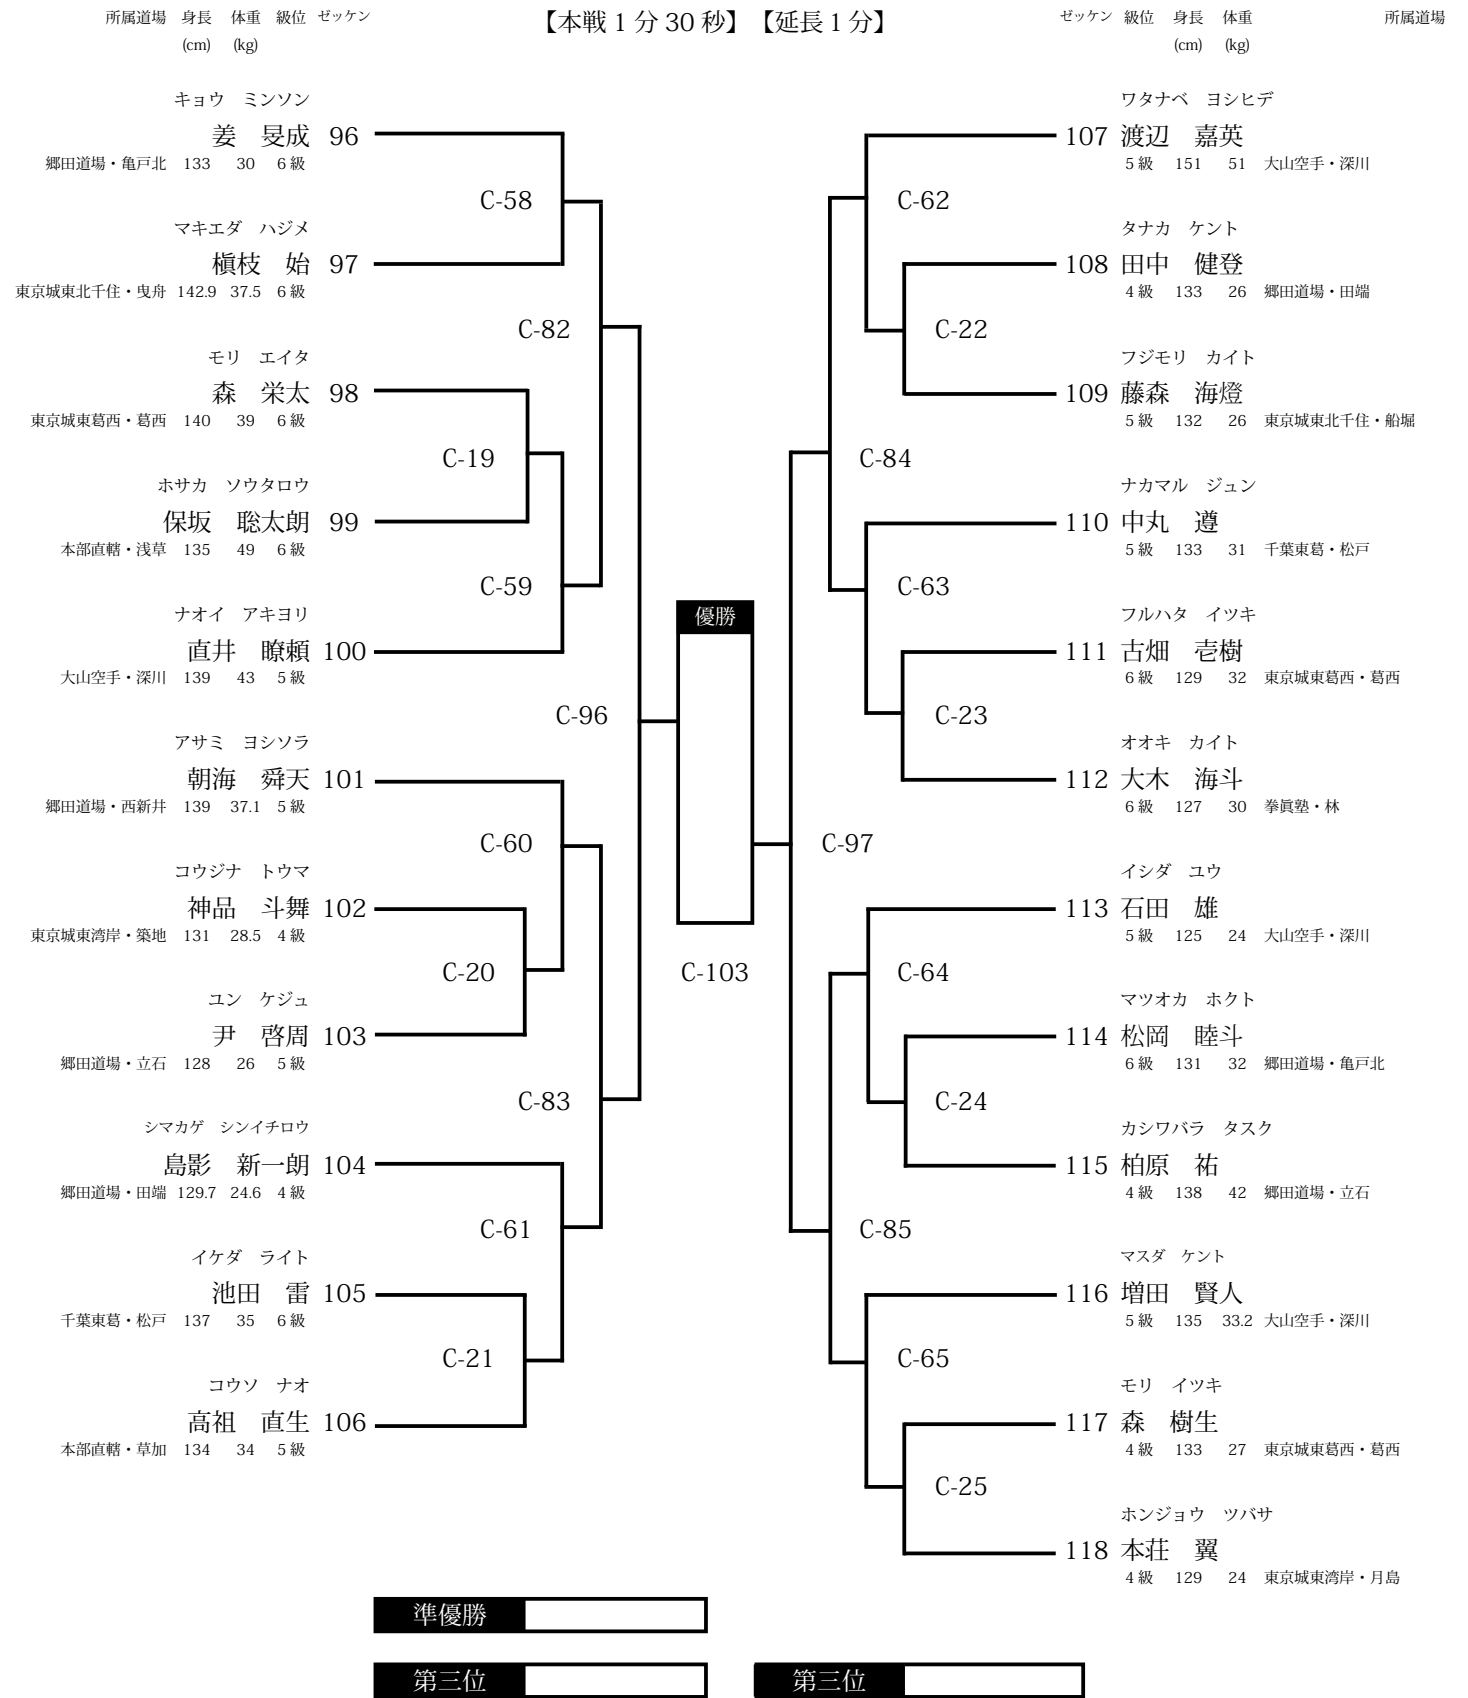 【本戦 1 分 30 秒】【延長 1 分】
所属道場 身長 体重 級位 ゼッケン
(cm) (kg)
キョウ ミンソン
姜 旻成 96
郷田道場・亀戸北 133 30 6 級
C-58
マキエダ ハジメ
槇枝 始 97
東京城東北千住・曳舟 142.9 37.5 6 級
C-82
モリ エイタ
森 栄太 98
東京城東葛西・葛西 140 39 6 級
C-19
ホサカ ソウタロウ
保坂 聡太朗 99
本部直轄・浅草 135 49 6 級
C-59
ナオイ アキヨリ
直井 瞭頼 100
大山空手・深川 139 43 5 級
C-96
アサミ ヨシソラ
朝海 舜天 101
郷田道場・西新井 139 37.1 5 級
C-60
コウジナ トウマ
神品 斗舞 102
東京城東湾岸・築地 131 28.5 4 級
C-20
ユン ケジュ
尹 啓周 103
郷田道場・立石 128 26 5 級
C-83
シマカゲ シンイチロウ
島影 新一朗 104
郷田道場・田端 129.7 24.6 4 級
C-61
イケダ ライト
池田 雷 105
千葉東葛・松戸 137 35 6 級
C-21
コウソ ナオ
高祖 直生 106
本部直轄・草加 134 34 5 級
優勝
C-103
ゼッケン 級位 身長 体重 所属道場
(cm) (kg)
ワタナベ ヨシヒデ
107 渡辺 嘉英
5 級 151 51 大山空手・深川
C-62
タナカ ケント
108 田中 健登
4 級 133 26 郷田道場・田端
C-22
フジモリ カイト
109 藤森 海燈
5 級 132 26 東京城東北千住・船堀
C-84
ナカマル ジュン
110 中丸 遵
5 級 133 31 千葉東葛・松戸
C-63
フルハタ イツキ
111 古畑 壱樹
6 級 129 32 東京城東葛西・葛西
C-23
オオキ カイト
112 大木 海斗
6 級 127 30 拳眞塾・林
C-97
イシダ ユウ
113 石田 雄
5 級 125 24 大山空手・深川
C-64
マツオカ ホクト
114 松岡 睦斗
6 級 131 32 郷田道場・亀戸北
C-24
カシワバラ タスク
115 柏原 祐
4 級 138 42 郷田道場・立石
C-85
マスダ ケント
116 増田 賢人
5 級 135 33.2 大山空手・深川
C-65
モリ イツキ
117 森 樹生
4 級 133 27 東京城東葛西・葛西
C-25
ホンジョウ ツバサ
118 本荘 翼
4 級 129 24 東京城東湾岸・月島
準優勝
第三位
第三位